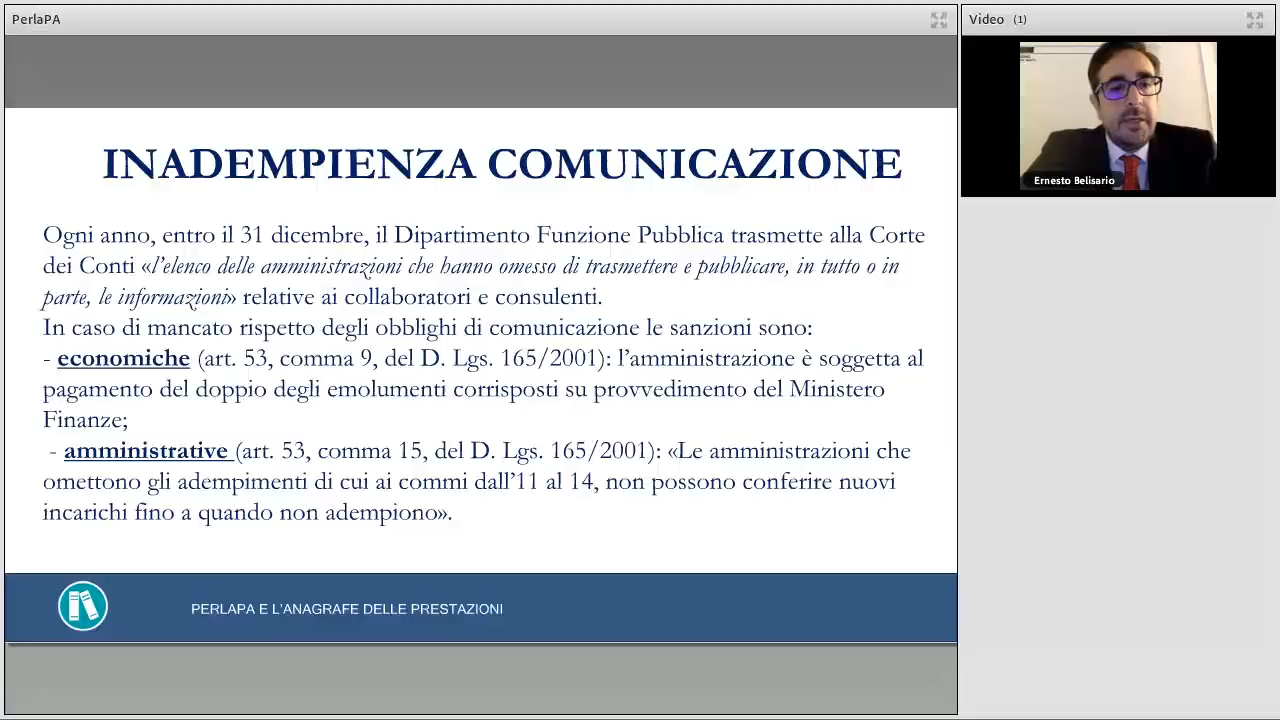 PerlaPA
Video (1)
Ernesto Belisario
INADEMPIENZA COMUNICAZIONE
Ogni anno, entro il 31 dicembre, il Dipartimento Funzione Pubblica trasmette alla Corte
dei Conti «l’elenco delle amministrazioni che hanno omesso di trasmettere e pubblicare, in tutto o in
parte, le informazioni» relative ai collaboratori e consulenti.
In caso di mancato rispetto degli obblighi di comunicazione le sanzioni sono:
- economiche (art. 53, comma 9, del D. Lgs. 165/2001): l’amministrazione è soggetta al
pagamento del doppio degli emolumenti corrisposti su provvedimento del Ministero
Finanze;
- amministrative (art. 53, comma 15, del D. Lgs. 165/2001): «Le amministrazioni che
omettono gli adempimenti di cui ai commi dall’11 al 14, non possono conferire nuovi
incarichi fino a quando non adempiono».
PERLAPA E L’ANAGRAFE DELLE PRESTAZIONI